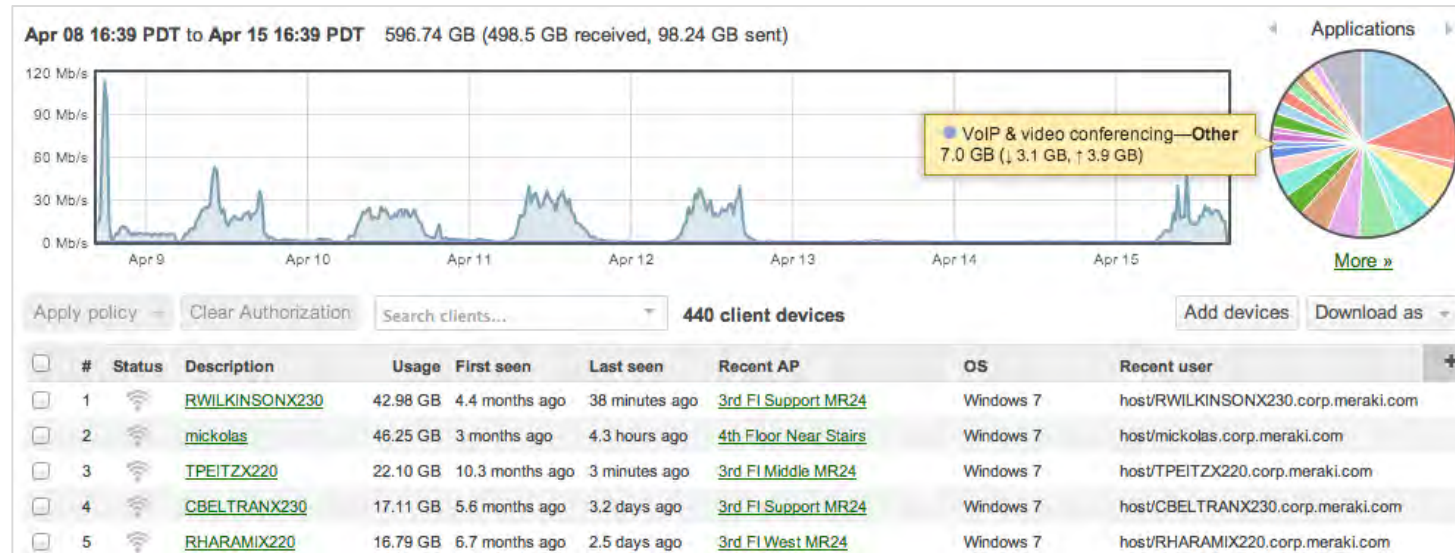 Apr 08 16:39 PDT to Apr 15 16:39 PDT 596.74 GB (498.5 GB received, 98.24 GB sent)
Applications
120 Mb/s
90 Mb/s
60 Mb/s
30 Mb/s
0 Mb/s
VoIP & video conferencing—Other
7.0 GB (↓ 3.1 GB, ↑ 3.9 GB)
Apr 9 Apr 10 Apr 11 Apr 12 Apr 13 Apr 14 Apr 15
More »
Apply policy Clear Authorization Search clients... 440 client devices Add devices Download as
# Status Description Usage First seen Last seen Recent AP OS Recent user +
1 RWILKINSONX230 42.98 GB 4.4 months ago 38 minutes ago 3rd Fl Support MR24 Windows 7 host/RWILKINSONX230.corp.meraki.com
2 mickolas 46.25 GB 3 months ago 4.3 hours ago 4th Floor Near Stairs Windows 7 host/mickolas.corp.meraki.com
3 TPEITZX220 22.10 GB 10.3 months ago 3 minutes ago 3rd Fl Middle MR24 Windows 7 host/TPEITZX220.corp.meraki.com
4 CBELTRANX230 17.11 GB 5.6 months ago 3.2 days ago 3rd Fl Support MR24 Windows 7 host/CBELTRANX230.corp.meraki.com
5 RHARAMIX220 16.79 GB 6.7 months ago 2.5 days ago 3rd Fl West MR24 Windows 7 host/RHARAMIX220.corp.meraki.com